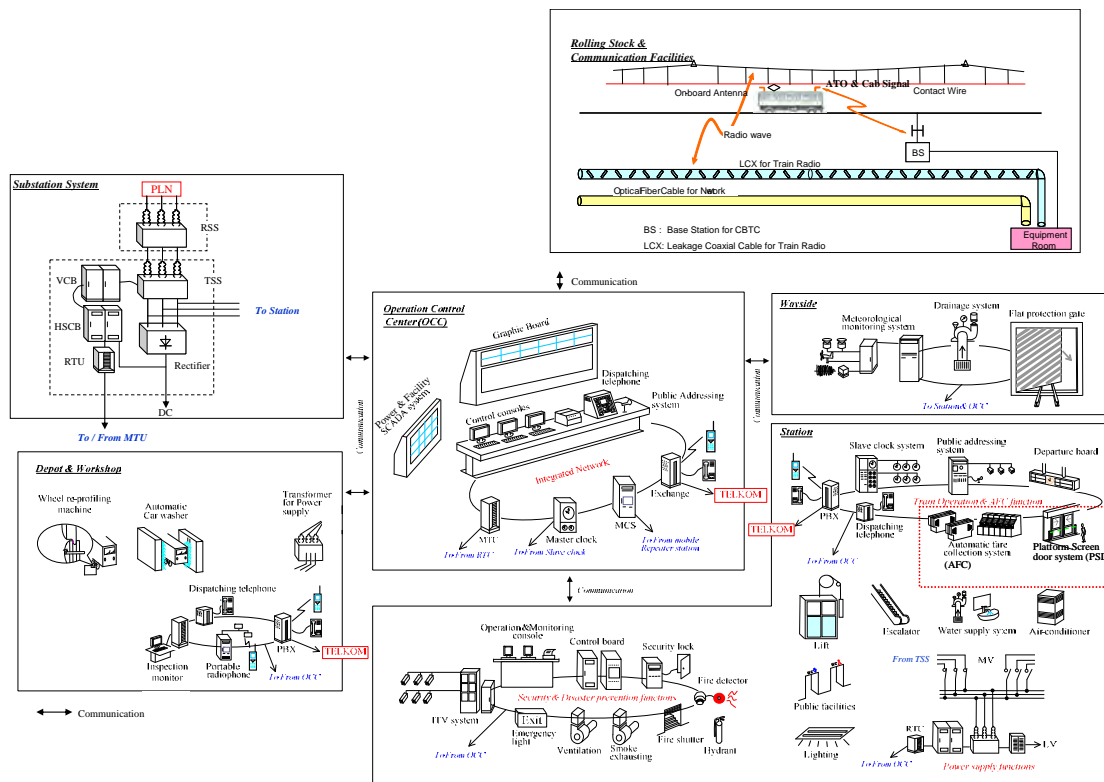 Rolling Stock &
Communication Facilities
ATO & Cab Signal
On-board Antenna
Contact Wire
Radio wave
BS
LCX for Train Radio
OpticalFiberCable for
BS : Base Station for CBTC
LCX: Leakage Coaxial Cable for Train Radio
Equipment
Room
Substation System
PLN
RSS
VCB
TSS
To Station
HSCB
RTU
Rectifier
DC
To / From MTU
Communication
Communication
Communication
Communication
Operation Control
Center(OCC)
Graphic Board
Dispatching
telephone
Public Addressing
system
Power & Facility
SCADA system
Control consoles
Integrated Network
Exchange
TELKOM
MCS
MTU
Master clock
To From RTU
To From Slave clock
To From mobile
Repeater station
Wayside
Drainage system
Meteorological
monitoring system
Flat protection gate
To Station& OCC
Depot & Workshop
Wheel re-profiling
machine
Automatic
Car washer
Transformer
for Power
supply
Dispatching telephone
PBX
TELKOM
Inspection
monitor
Portable
radiophone
To From OCC
Communication
Station
Slave clock system
Public addressing
system
Departure board
PBX
Train Operation & AFC function
TELKOM
Dispatching
telephone
To From OCC
Automatic fare
collection system
(AFC)
Platform-Screen
door system (PSD
Lift
Escalator
Water supply sytem
Air-conditioner
From TSS
MV
Public facilities
RTU
LV
Lighting
To From OCC
Power supply functions
Operation&Monitoring
console
Control board
Security lock
Fire detector
ITV system
Security & Disaster prevention functions
Exit
Emergency
light
Ventilation
Smoke
exhausting
Fire shutter
Hydrant
To From OCC